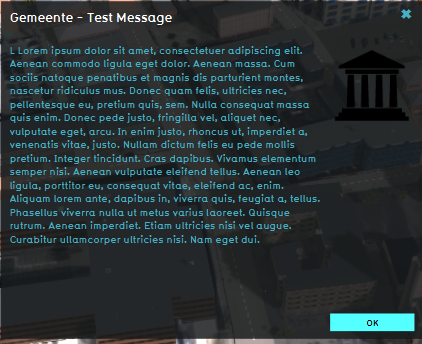 Gemeente - Test Message
L Lorem ipsum dolor sit amet, consectetuer adipiscing elit.
Aenean commodo ligula eget dolor. Aenean massa. Cum
sociis natoque penatibus et magnis dis parturient montes,
nascetur ridiculus mus. Donec quam felis, ultricies nec,
pellentesque eu, pretium quis, sem. Nulla consequat massa
quis enim. Donec pede justo, fringilla vel, aliquet nec,
vulputate eget, arcu. In enim justo, rhoncus ut, imperdiet a,
venenatis vitae, justo. Nullam dictum felis eu pede mollis
pretium. Integer tincidunt. Cras dapibus. Vivamus elementum
semper nisi. Aenean vulputate eleifend tellus. Aenean leo
ligula, porttitor eu, consequat vitae, eleifend ac, enim.
Aliquam lorem ante, dapibus in, viverra quis, feugiat a, tellus.
Phasellus viverra nulla ut metus varius laoreet. Quisque
rutrum. Aenean imperdiet. Etiam ultricies nisi vel augue.
Curabitur ullamcorper ultricies nisi. Nam eget dui.
OK